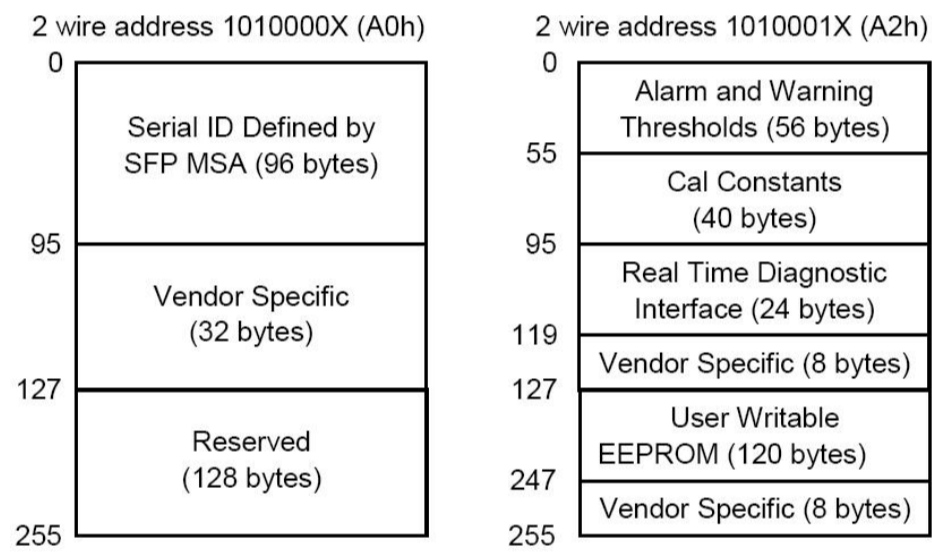 2 wire address 1010000X (A0h)
0
Serial ID Defined by
SFP MSA (96 bytes)
95
Vendor Specific
(32 bytes)
127
Reserved
(128 bytes)
255
2 wire address 1010001X (A2h)
0
Alarm and Warning
Thresholds (56 bytes)
55
Cal Constants
(40 bytes)
95
Real Time Diagnostic
Interface (24 bytes)
119
Vendor Specific (8 bytes)
127
User Writable
EEPROM (120 bytes)
247
Vendor Specific (8 bytes)
255